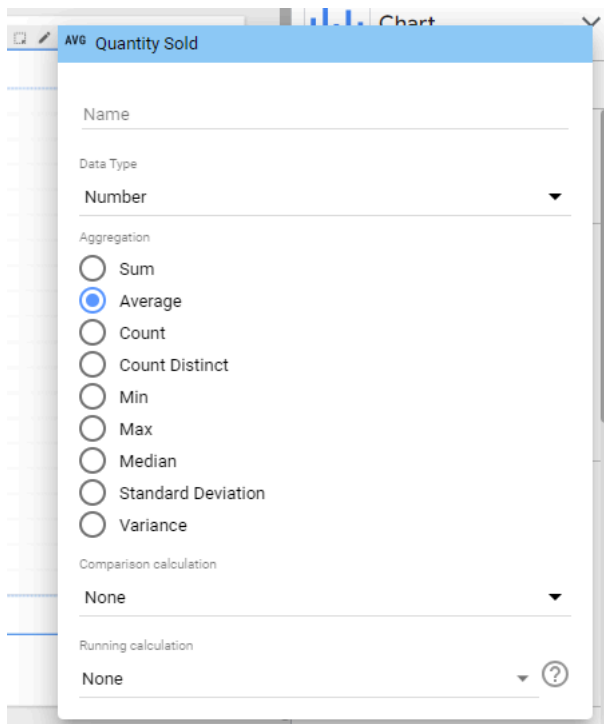 Chart
AVG Quantity Sold
Name
Data Type
Number
Aggregation
Sum
Average
Count
Count Distinct
Min
Max
Median
Standard Deviation
Variance
Comparison calculation
None
Running calculation
None
?